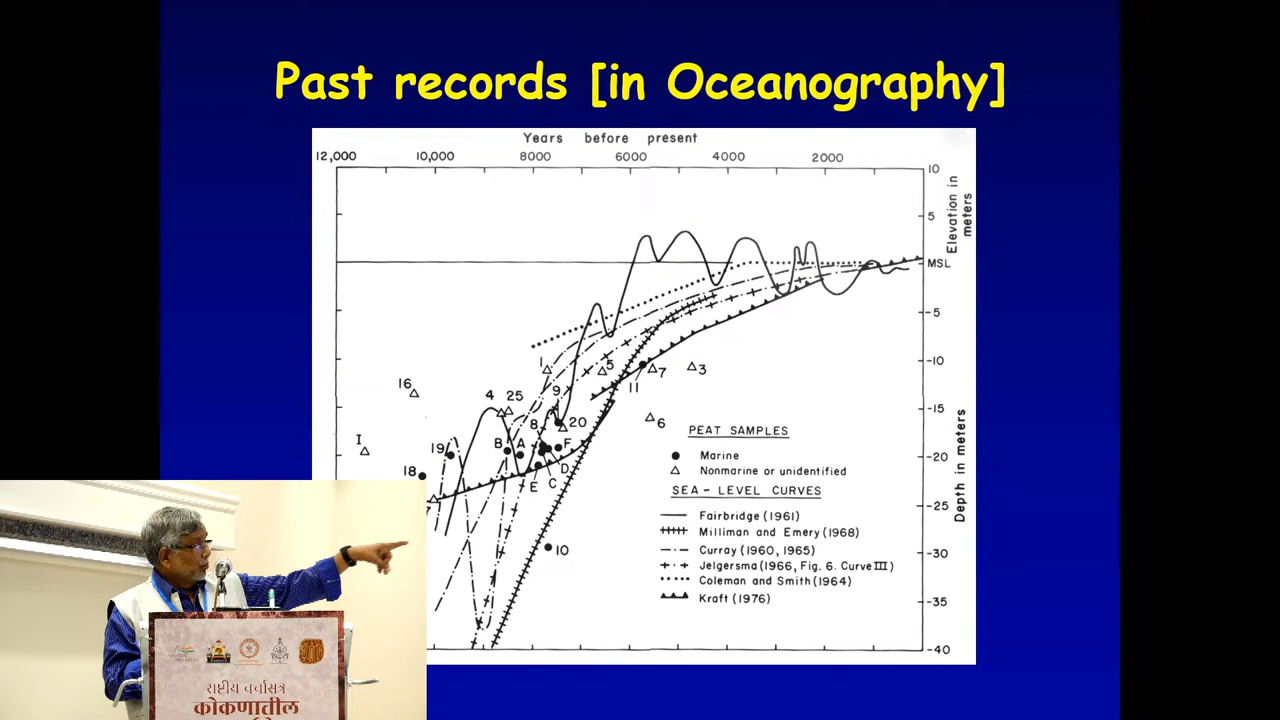 Past records [in Oceanography]
Years before present
12,000 10,000 8000 6000 4000 2000
10
5
MSL
-5
-10
-15
-20
-25
-30
-35
-40
Elevation in meters
Depth in meters
16
I
18
19
4 25
B A
1
9
8
20
F
D
C
E
10
5
11
7
3
6
PEAT SAMPLES
Marine
Nonmarine or unidentified
SEA-LEVEL CURVES
Fairbridge (1961)
Milliman and Emery (1968)
Curray (1960, 1965)
Jelgersma (1966, Fig. 6. Curve III)
Coleman and Smith (1964)
Kraft (1976)
राष्ट्रीय चर्चासत्र
कोकणातील